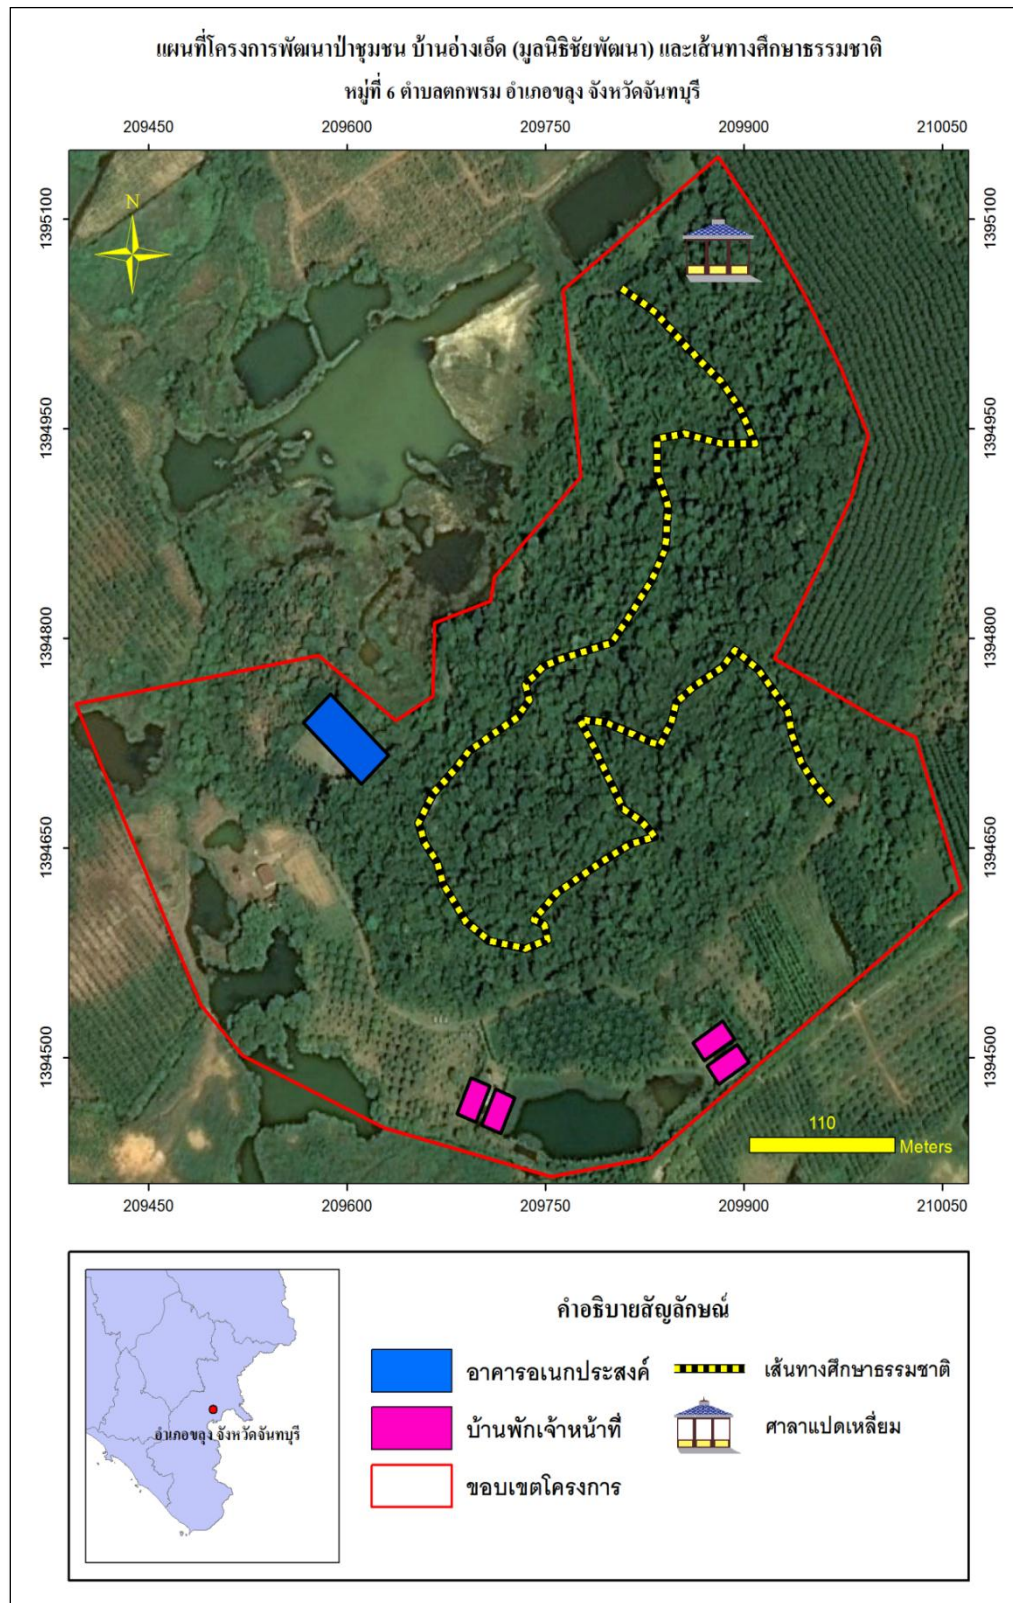 แผนที่โครงการพัฒนาป่าชุมชน บ้านอ่างเอ็ด (มูลนิธิชัยพัฒนา) และเส้นทางศึกษาธรรมชาติ
หมู่ที่ 6 ตำบลตกพรม อำเภอขลุง จังหวัดจันทบุรี
209450 209600 209750 209900 210050
N
1395100 1395100
1394950 1394950
1394800 1394800
1394650 1394650
1394500 1394500
110
Meters
209450 209600 209750 209900 210050
คำอธิบายสัญลักษณ์
อาคารอเนกประสงค์
เส้นทางศึกษาธรรมชาติ
บ้านพักเจ้าหน้าที่
ศาลาแปดเหลี่ยม
ขอบเขตโครงการ
อำเภอขลุง จังหวัดจันทบุรี